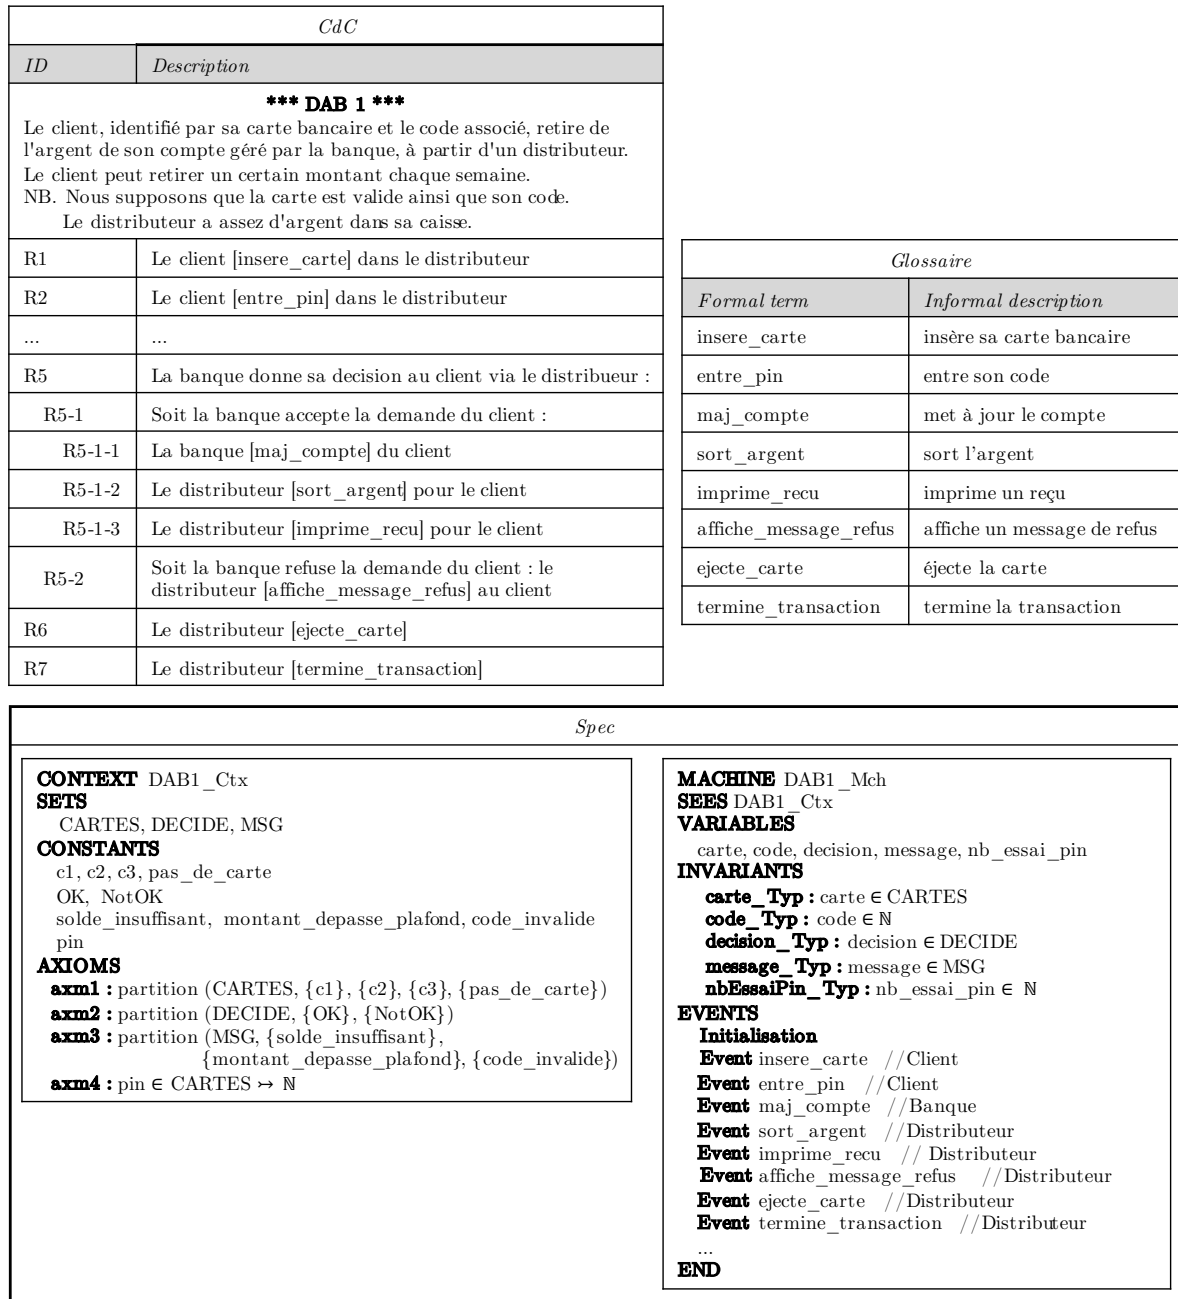 CdC
ID Description
*** DAB 1 ***
Le client, identifié par sa carte bancaire et le code associé, retire de
l'argent de son compte géré par la banque, à partir d'un distributeur.
Le client peut retirer un certain montant chaque semaine.
NB. Nous supposons que la carte est valide ainsi que son code.
Le distributeur a assez d'argent dans sa caisse.
R1 Le client [insere_carte] dans le distributeur
R2 Le client [entre_pin] dans le distributeur
... ...
R5 La banque donne sa decision au client via le distribueur :
R5-1 Soit la banque accepte la demande du client :
R5-1-1 La banque [maj_compte] du client
R5-1-2 Le distributeur [sort_argent] pour le client
R5-1-3 Le distributeur [imprime_recu] pour le client
R5-2 Soit la banque refuse la demande du client : le
distributeur [affiche_message_refus] au client
R6 Le distributeur [ejecte_carte]
R7 Le distributeur [termine_transaction]
Glossaire
Formal term Informal description
insere_carte insère sa carte bancaire
entre_pin entre son code
maj_compte met à jour le compte
sort_argent sort l'argent
imprime_recu imprime un reçu
affiche_message_refus affiche un message de refus
ejecte_carte éjecte la carte
termine_transaction termine la transaction
Spec
CONTEXT DAB1_Ctx
SETS
CARTES, DECIDE, MSG
CONSTANTS
c1, c2, c3, pas_de_carte
OK, NotOK
solde_insuffisant, montant_depasse_plafond, code_invalide
pin
AXIOMS
axm1 : partition (CARTES, {c1}, {c2}, {c3}, {pas_de_carte})
axm2 : partition (DECIDE, {OK}, {NotOK})
axm3 : partition (MSG, {solde_insuffisant},
{montant_depasse_plafond}, {code_invalide})
axm4 : pin ∈ CARTES ↣ ℕ
MACHINE DAB1_Mch
SEES DAB1_Ctx
VARIABLES
carte, code, decision, message, nb_essai_pin
INVARIANTS
carte_Typ : carte ∈ CARTES
code_Typ : code ∈ ℕ
decision_Typ : decision ∈ DECIDE
message_Typ : message ∈ MSG
nbEssaiPin_Typ : nb_essai_pin ∈ ℕ
EVENTS
Initialisation
Event insere_carte //Client
Event entre_pin //Client
Event maj_compte //Banque
Event sort_argent //Distributeur
Event imprime_recu // Distributeur
Event affiche_message_refus //Distributeur
Event ejecte_carte //Distributeur
Event termine_transaction //Distributeur
...
END